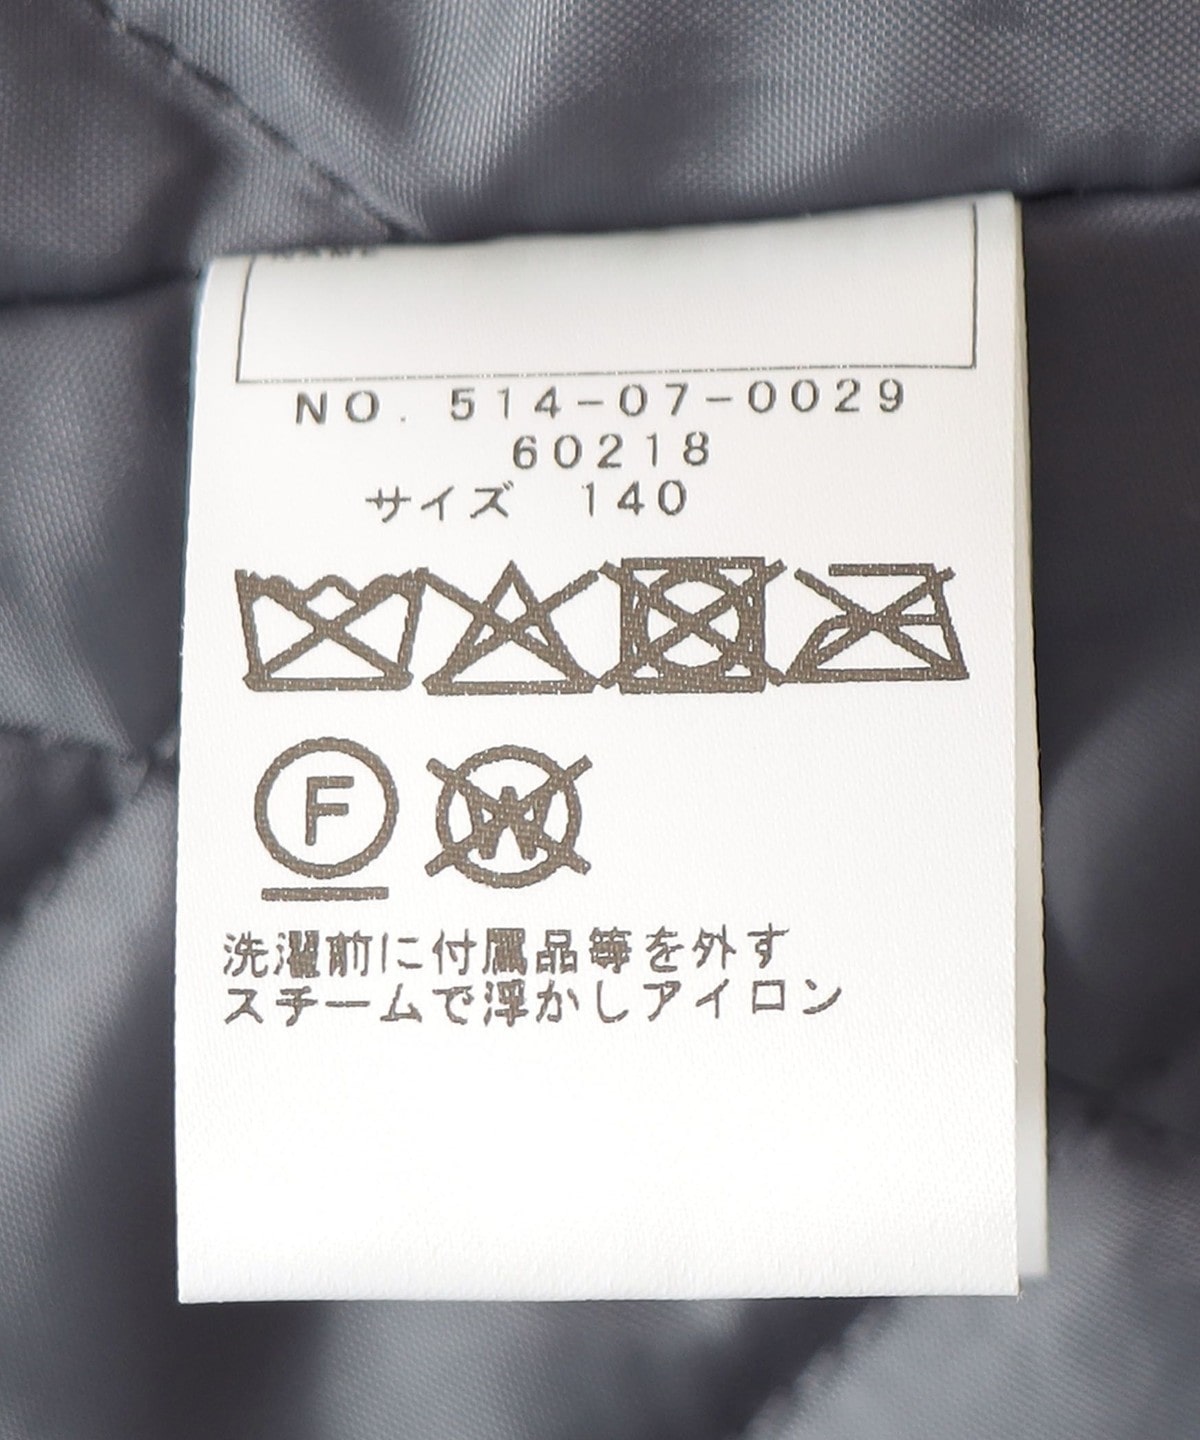 NO. 514-07-0029
60218
サイズ 140
F
W
洗濯前に付属品等を外す
スチームで浮かしアイロン